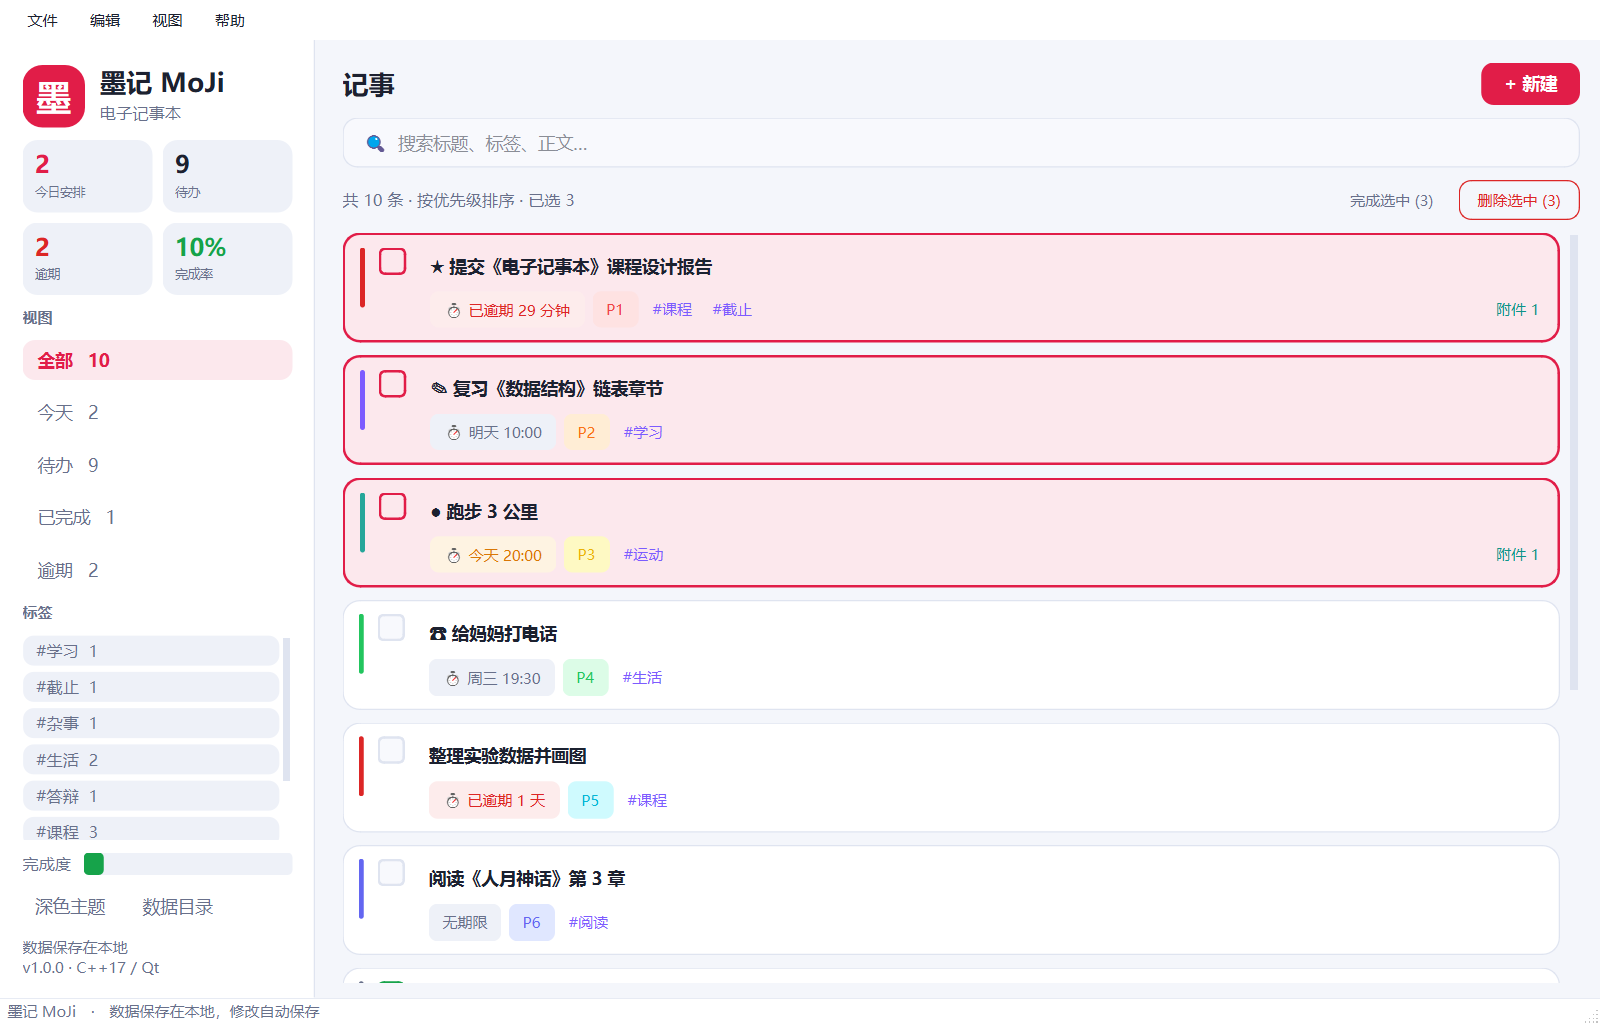 文件 编辑 视图 帮助
墨 墨记 MoJi
电子记事本
2 今日安排
9 待办
2 逾期
10% 完成率
视图
全部 10
今天 2
待办 9
已完成 1
逾期 2
标签
#学习 1
#截止 1
#杂事 1
#生活 2
#答辩 1
#课程 3
完成度
深色主题 数据目录
数据保存在本地
v1.0.0 · C++17 / Qt
记事
+ 新建
搜索标题、标签、正文...
共 10 条 · 按优先级排序 · 已选 3
完成选中 (3) 删除选中 (3)
★ 提交《电子记事本》课程设计报告
已逾期 29 分钟 P1 #课程 #截止 附件 1
✎ 复习《数据结构》链表章节
明天 10:00 P2 #学习
● 跑步 3 公里
今天 20:00 P3 #运动 附件 1
☎ 给妈妈打电话
周三 19:30 P4 #生活
整理实验数据并画图
已逾期 1 天 P5 #课程
阅读《人月神话》第 3 章
无期限 P6 #阅读
墨记 MoJi · 数据保存在本地，修改自动保存